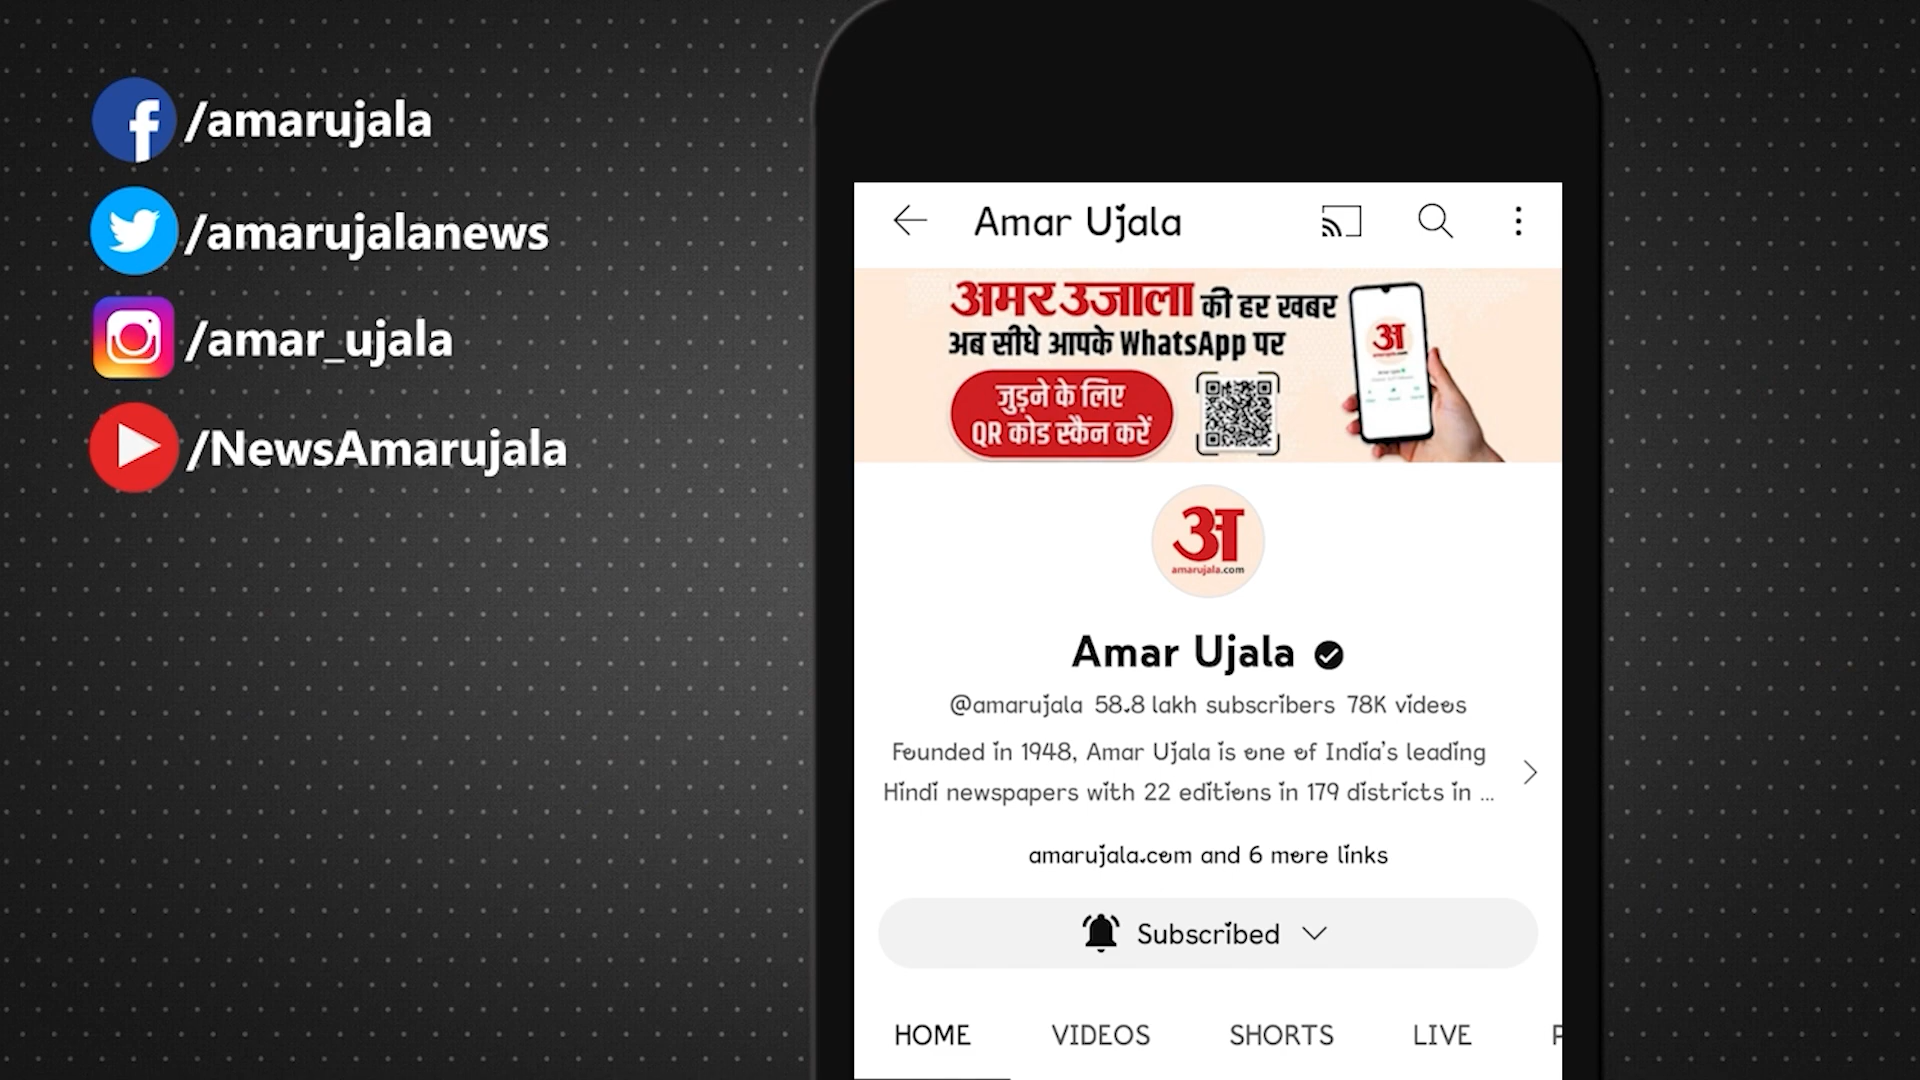 /amarujala
/amarujalanews
/amar_ujala
/NewsAmarujala
Amar Ujala
अमर उजाला की हर खबर
अब सीधे आपके WhatsApp पर
जुड़ने के लिए
QR कोड स्कैन करें
अ
अ
amarujala.com
Amar Ujala
@amarujala 58.8 lakh subscribers 78K videos
Founded in 1948, Amar Ujala is one of India's leading
Hindi newspapers with 22 editions in 179 districts in ...
amarujala.com and 6 more links
Subscribed
HOME VIDEOS SHORTS LIVE